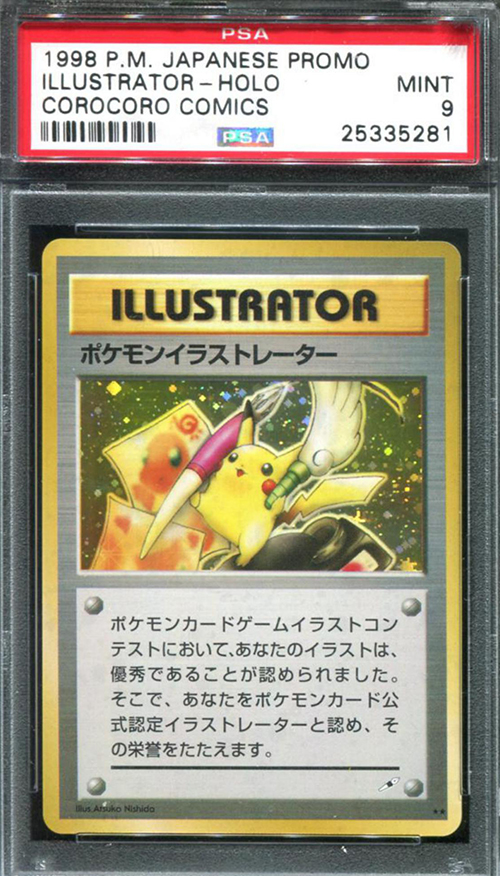 PSA
1998 P.M. JAPANESE PROMO
ILLUSTRATOR-HOLO MINT
COROCORO COMICS 9
PSA 25335281
ILLUSTRATOR
ポケモンイラストレーター
ポケモンカードゲームイラストコン
テストにおいて、あなたのイラストは、
優秀であることが認められました。
そこで、あなたをポケモンカード公
式認定イラストレーターと認め、そ
の栄誉をたたえます。
Illus.Atsuko Nishida